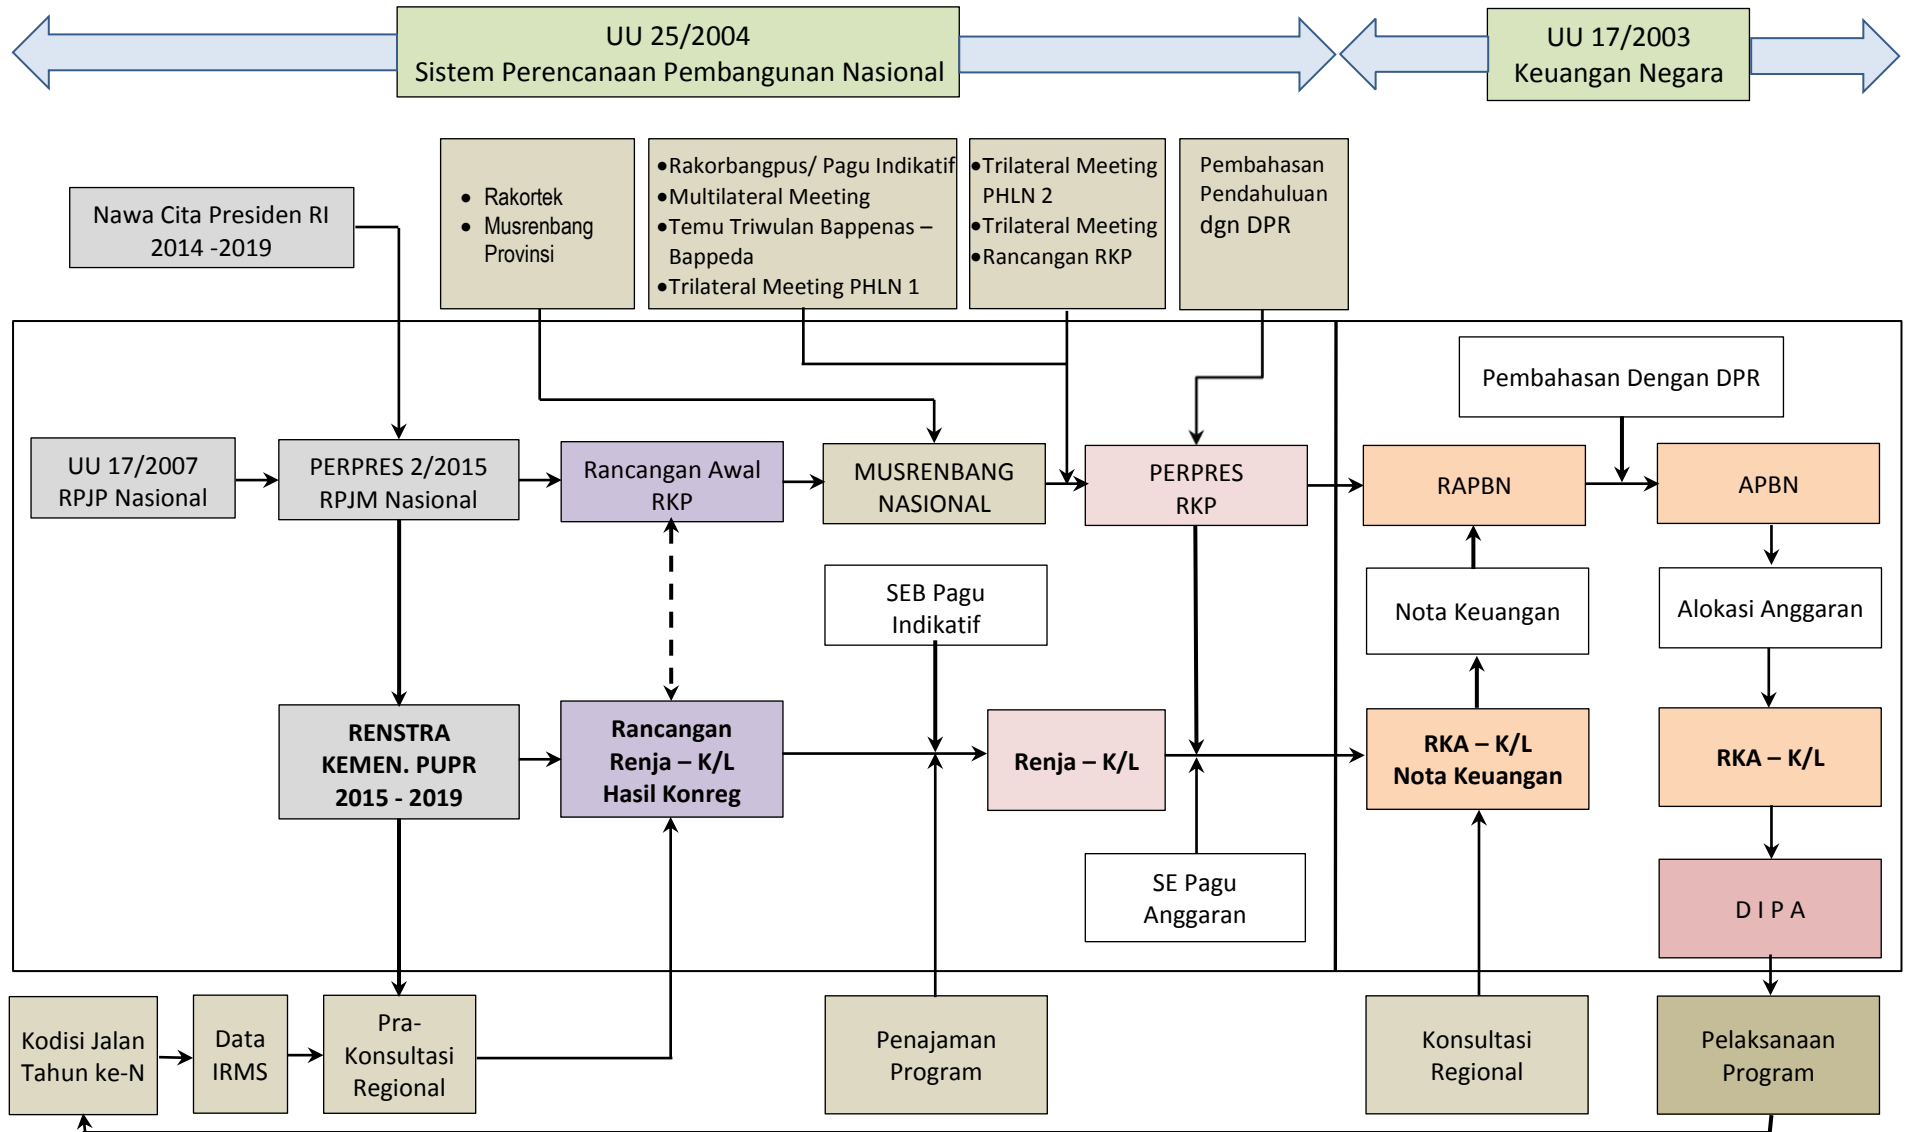 UU 25/2004
Sistem Perencanaan Pembangunan Nasional
UU 17/2003
Keuangan Negara
Nawa Cita Presiden RI
2014 -2019
• Rakortek
• Musrenbang
Provinsi
•Rakorbangpus/ Pagu Indikatif
•Multilateral Meeting
•Temu Triwulan Bappenas –
Bappeda
•Trilateral Meeting PHLN 1
•Trilateral Meeting
PHLN 2
•Trilateral Meeting
•Rancangan RKP
Pembahasan
Pendahuluan
dgn DPR
Pembahasan Dengan DPR
UU 17/2007
RPJP Nasional
PERPRES 2/2015
RPJM Nasional
Rancangan Awal
RKP
MUSRENBANG
NASIONAL
PERPRES
RKP
RAPBN
APBN
SEB Pagu
Indikatif
Nota Keuangan
Alokasi Anggaran
RENSTRA
KEMEN. PUPR
2015 - 2019
Rancangan
Renja – K/L
Hasil Konreg
Renja – K/L
RKA – K/L
Nota Keuangan
RKA – K/L
SE Pagu
Anggaran
D I P A
Kodisi Jalan
Tahun ke-N
Data
IRMS
Pra-
Konsultasi
Regional
Penajaman
Program
Konsultasi
Regional
Pelaksanaan
Program